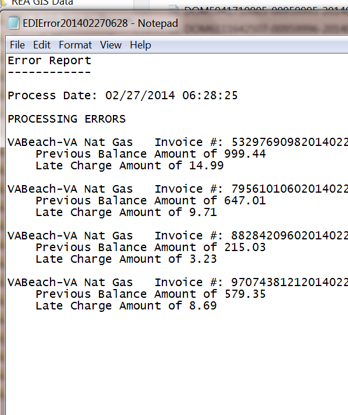 REA GIS Data
EDIError201402270628 - Notepad
File Edit Format View Help
Error Report
------------
Process Date: 02/27/2014 06:28:25
PROCESSING ERRORS
VABeach-VA Nat Gas Invoice #: 53297690982014022
Previous Balance Amount of 999.44
Late Charge Amount of 14.99
VABeach-VA Nat Gas Invoice #: 79561010602014022
Previous Balance Amount of 647.01
Late Charge Amount of 9.71
VABeach-VA Nat Gas Invoice #: 88284209602014022
Previous Balance Amount of 215.03
Late Charge Amount of 3.23
VABeach-VA Nat Gas Invoice #: 97074381212014022
Previous Balance Amount of 579.35
Late Charge Amount of 8.69